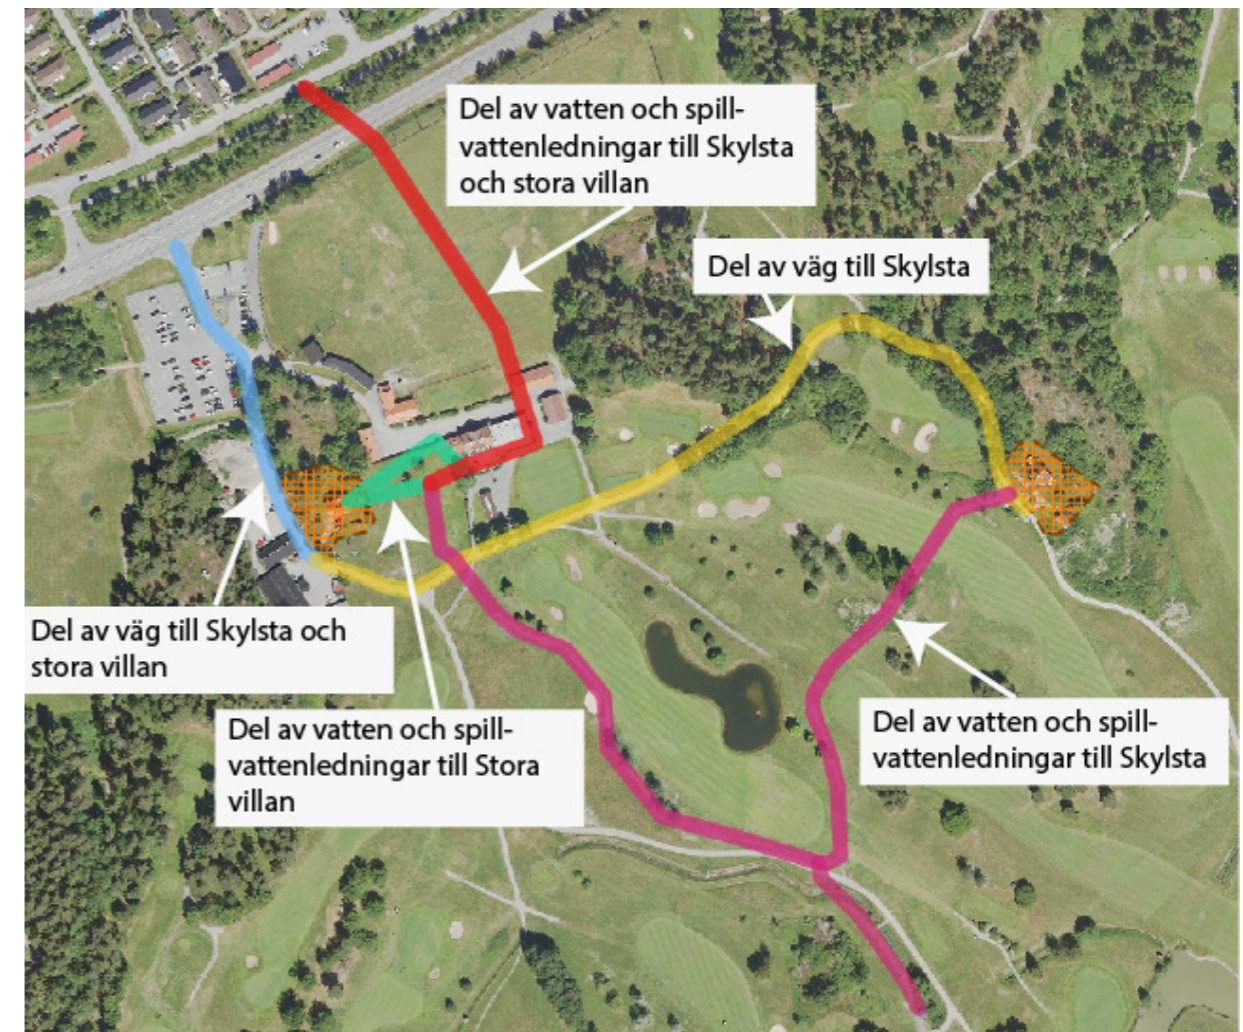 Del av vatten och spill-
vattenledningar till Skylsta
och stora villan
Del av väg till Skylsta
Del av väg till Skylsta och
stora villan
Del av vatten och spill-
vattenledningar till Stora
villan
Del av vatten och spill-
vattenledningar till Skylsta